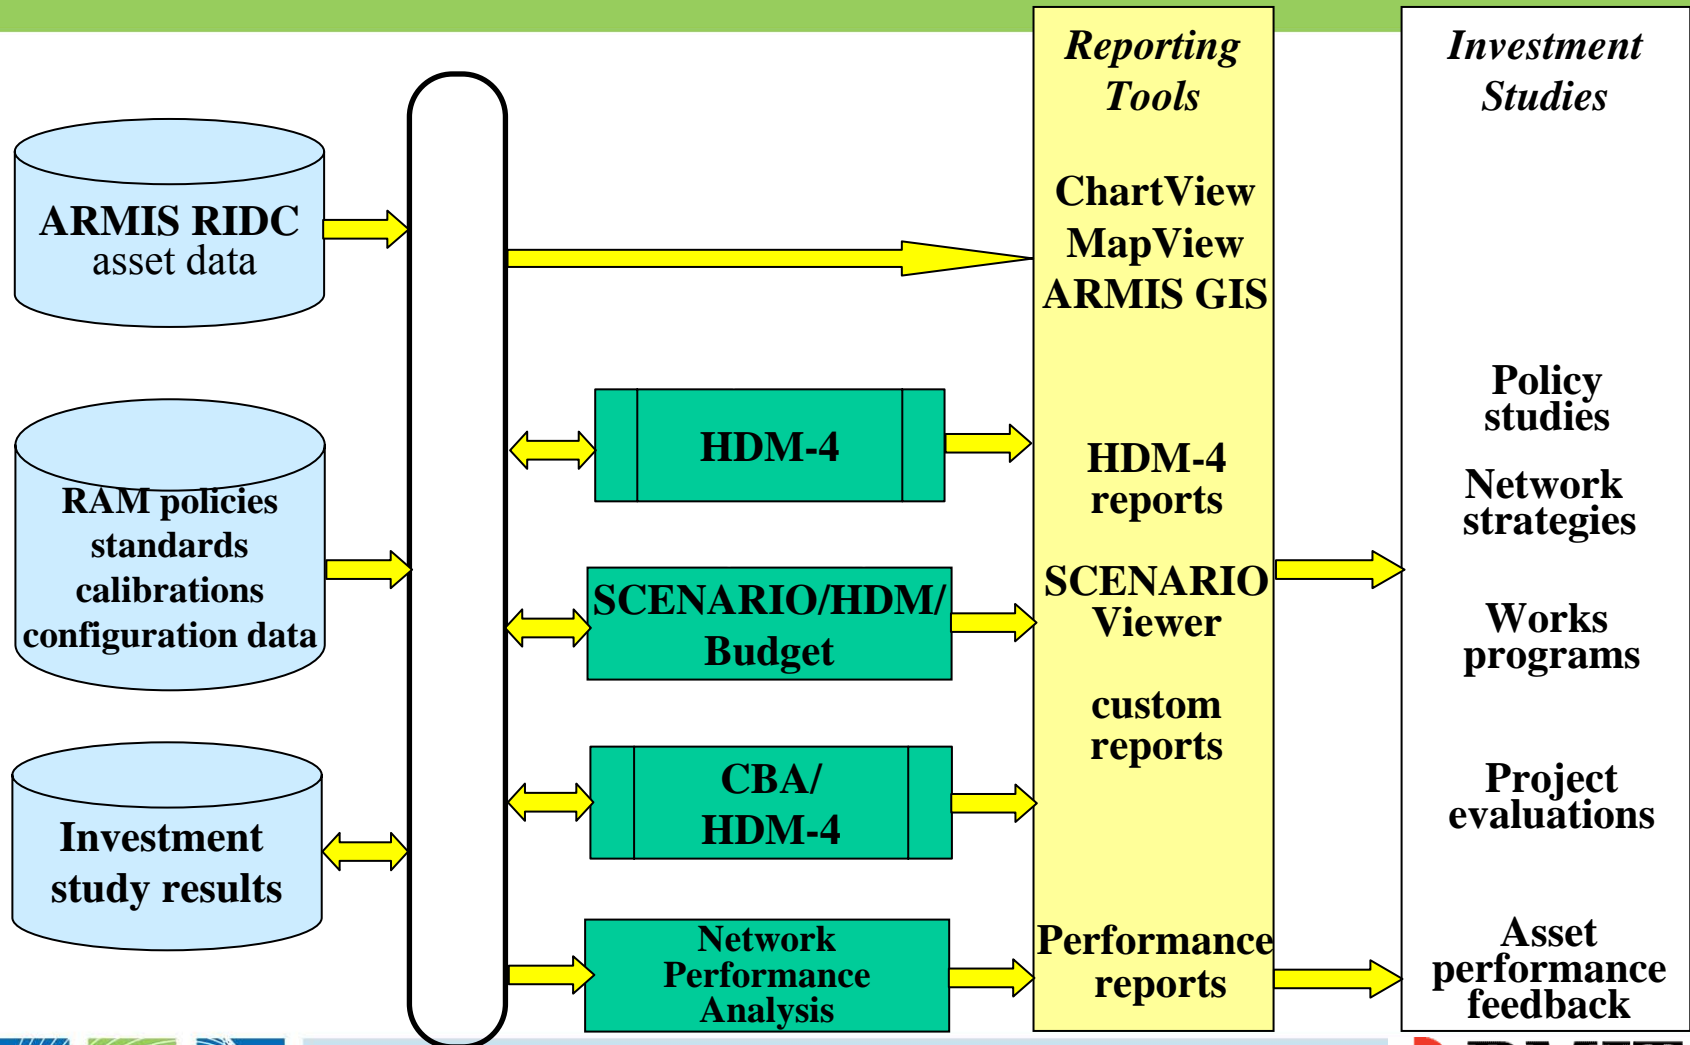 Reporting
Tools
Investment
Studies
ARMIS RIDC
asset data
ChartView
MapView
ARMIS GIS
RAM policies
standards
calibrations
configuration data
HDM-4
HDM-4
reports
Policy
studies
Network
strategies
SCENARIO/HDM/
Budget
SCENARIO
Viewer
Works
programs
custom
reports
Investment
study results
CBA/
HDM-4
Project
evaluations
Network
Performance
Analysis
Performance
reports
Asset
performance
feedback